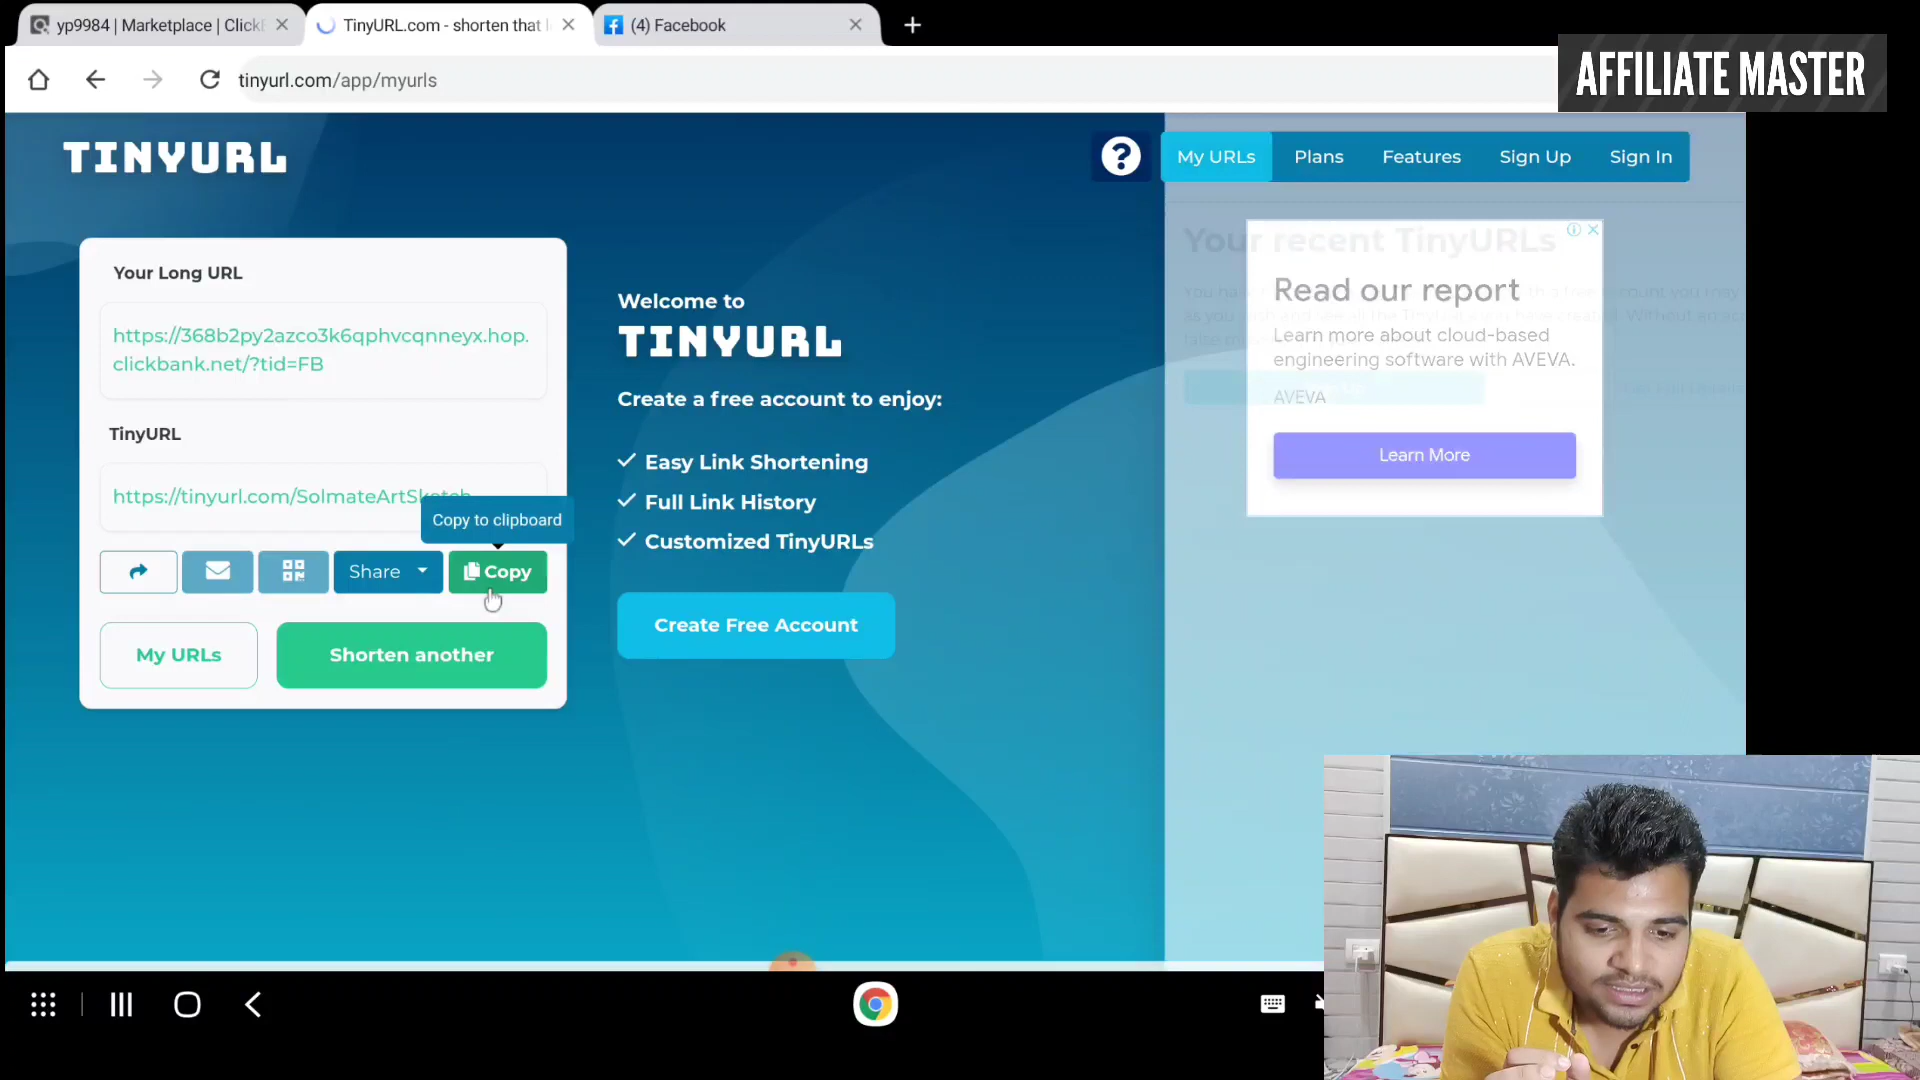 yp9984 | Marketplace | Click
TinyURL.com - shorten that l
(4) Facebook
tinyurl.com/app/myurls
AFFILIATE MASTER
TINYURL
?
My URLs
Plans
Features
Sign Up
Sign In
Your Long URL
https://368b2py2azco3k6qphvcqnneyx.hop.
clickbank.net/?tid=FB
TinyURL
https://tinyurl.com/SolmateArtSketch
Copy to clipboard
Share
Copy
My URLs
Shorten another
Welcome to
TINYURL
Create a free account to enjoy:
Easy Link Shortening
Full Link History
Customized TinyURLs
Create Free Account
Your recent TinyURLs
Read our report
Learn more about cloud-based
engineering software with AVEVA.
AVEVA
Learn More